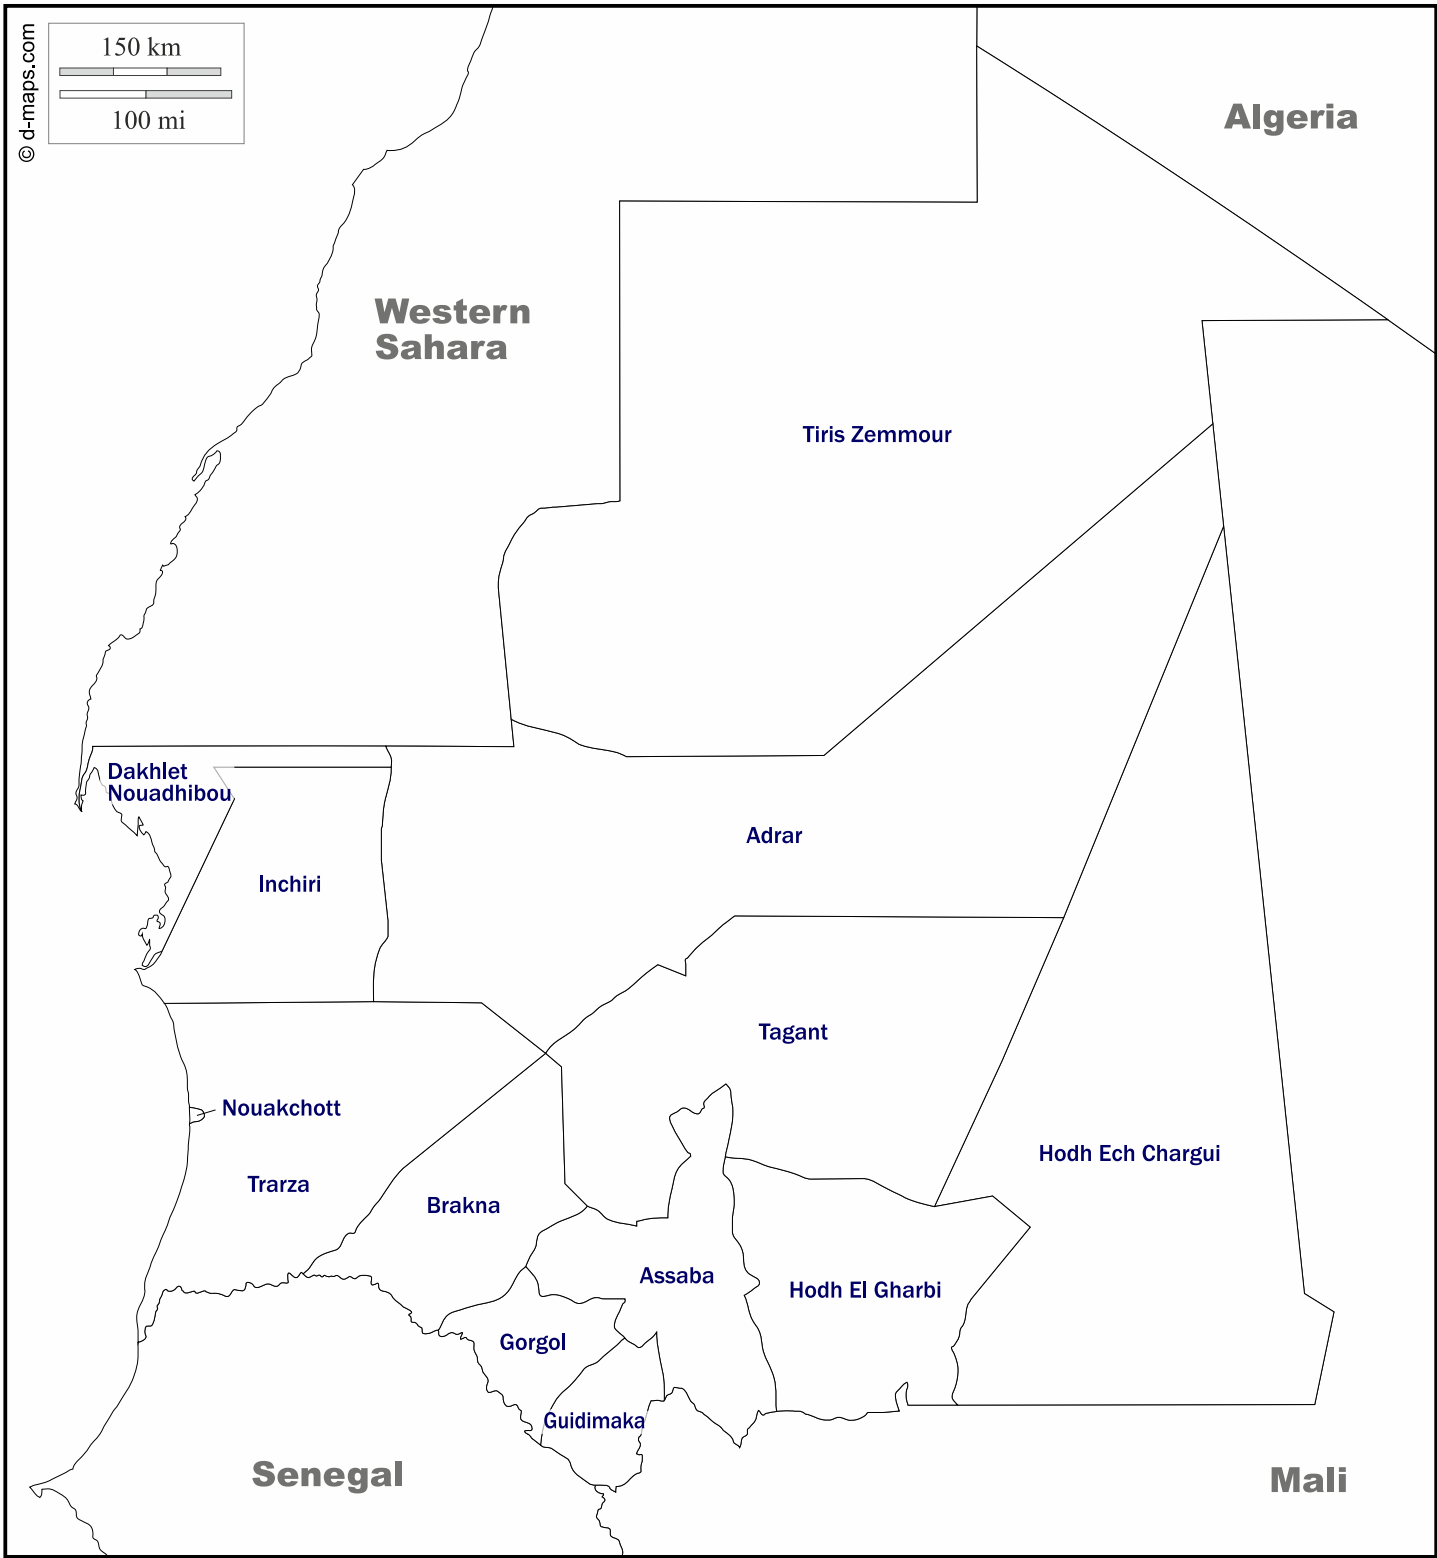 © d-maps.com
150 km
100 mi
Algeria
Western
Sahara
Tiris Zemmour
Dakhlet
Nouadhibou
Adrar
Inchiri
Tagant
Nouakchott
Hodh Ech Chargui
Trarza
Brakna
Assaba
Hodh El Gharbi
Gorgol
Guidimaka
Senegal
Mali